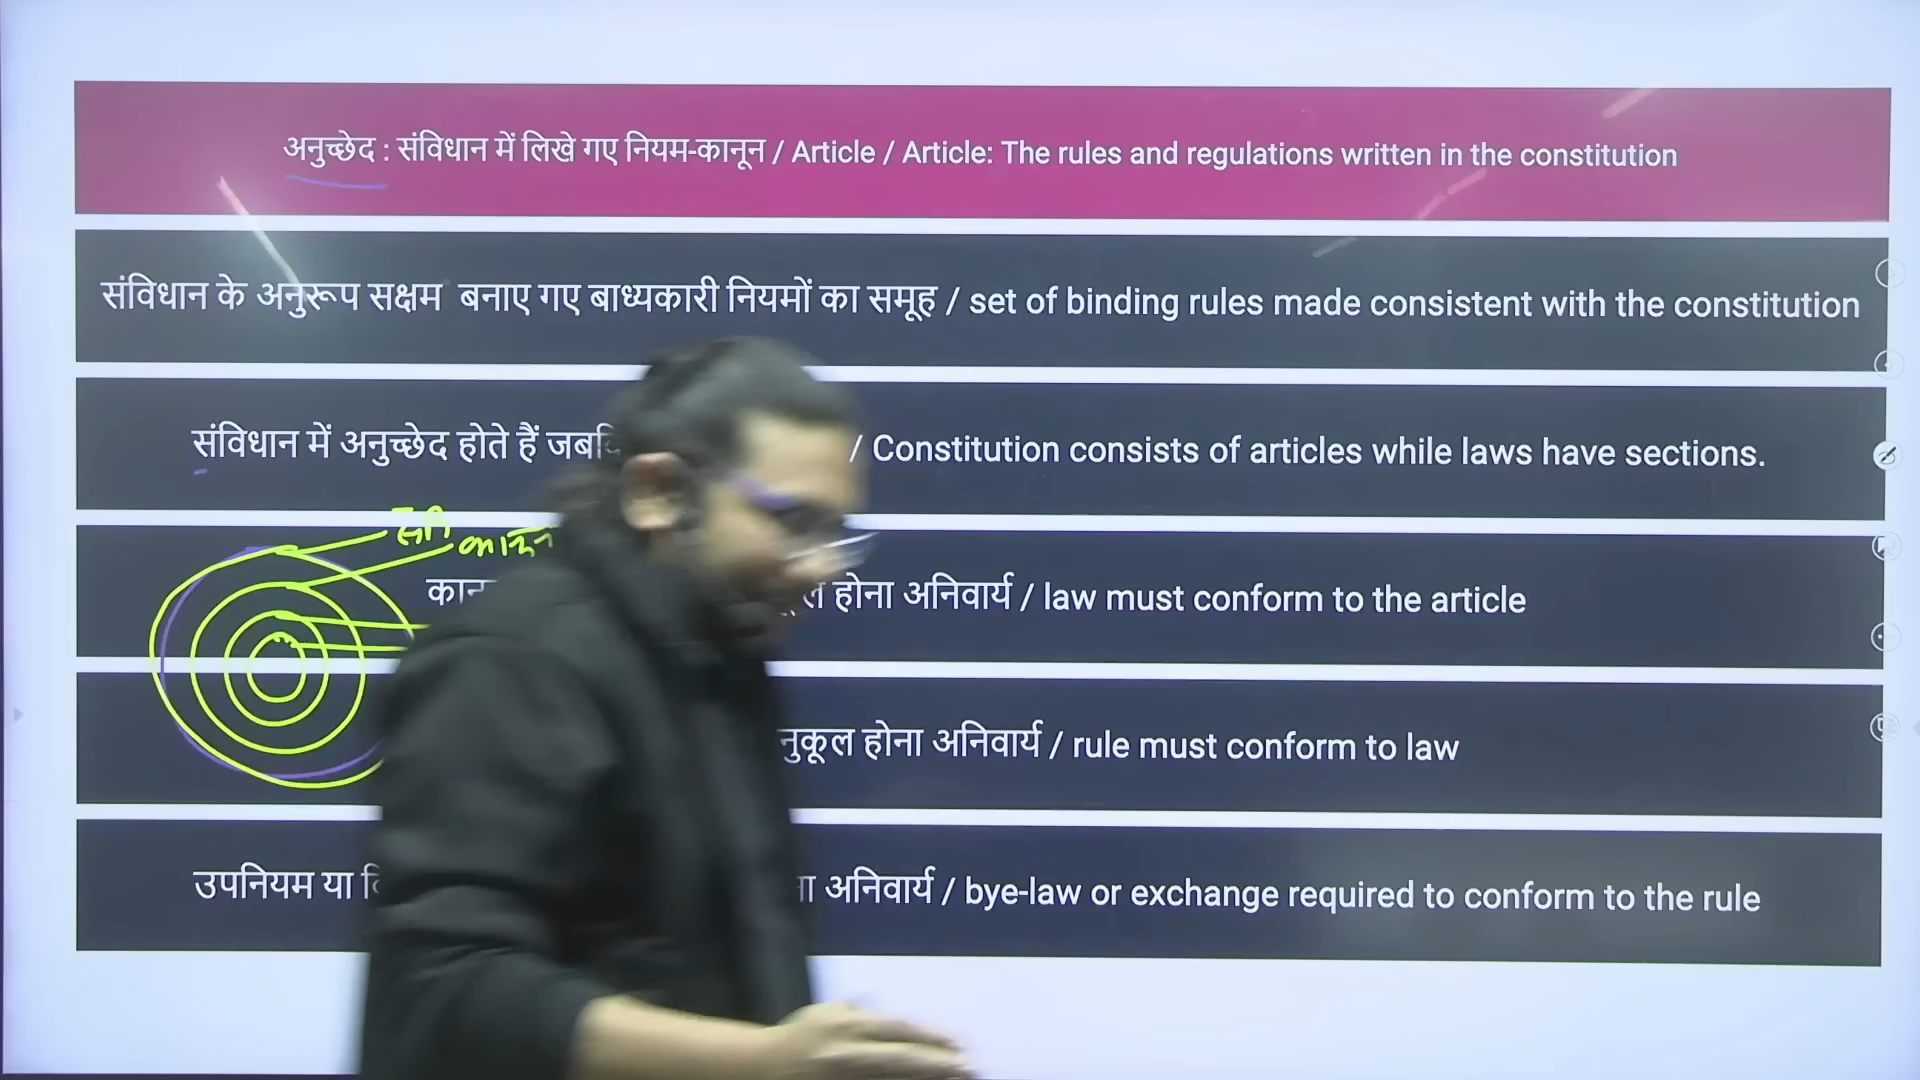 अनुच्छेद : संविधान में लिखे गए नियम-कानून / Article / Article: The rules and regulations written in the constitution
संविधान के अनुरूप सक्षम बनाए गए बाध्यकारी नियमों का समूह / set of binding rules made consistent with the constitution
संविधान में अनुच्छेद होते हैं / Constitution consists of articles while laws have sections.
होना अनिवार्य / law must conform to the article
होना अनिवार्य / rule must conform to law
उपनियम या अनिवार्य / bye-law or exchange required to conform to the rule